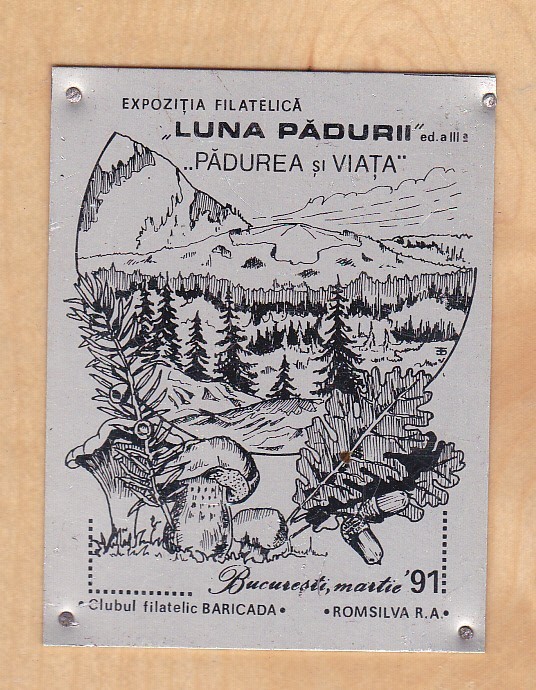 EXPOZIȚIA FILATELICĂ
„LUNA PĂDURII" ed. a III a
„PĂDUREA și VIAȚA"
București, martie '91
•Clubul filatelic BARICADA• •ROMSILVA R.A.•